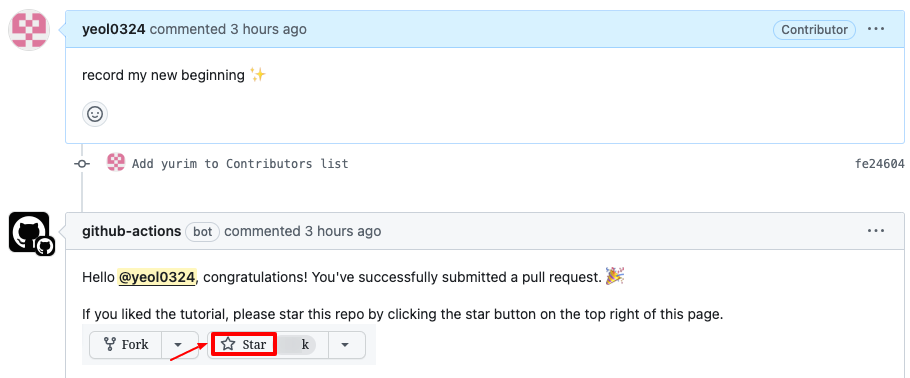 yeol0324 commented 3 hours ago
Contributor
record my new beginning ✨
Add yurim to Contributors list
fe24604
github-actions bot commented 3 hours ago
Hello @yeol0324, congratulations! You've successfully submitted a pull request. 🎉
If you liked the tutorial, please star this repo by clicking the star button on the top right of this page.
Fork
Star
k